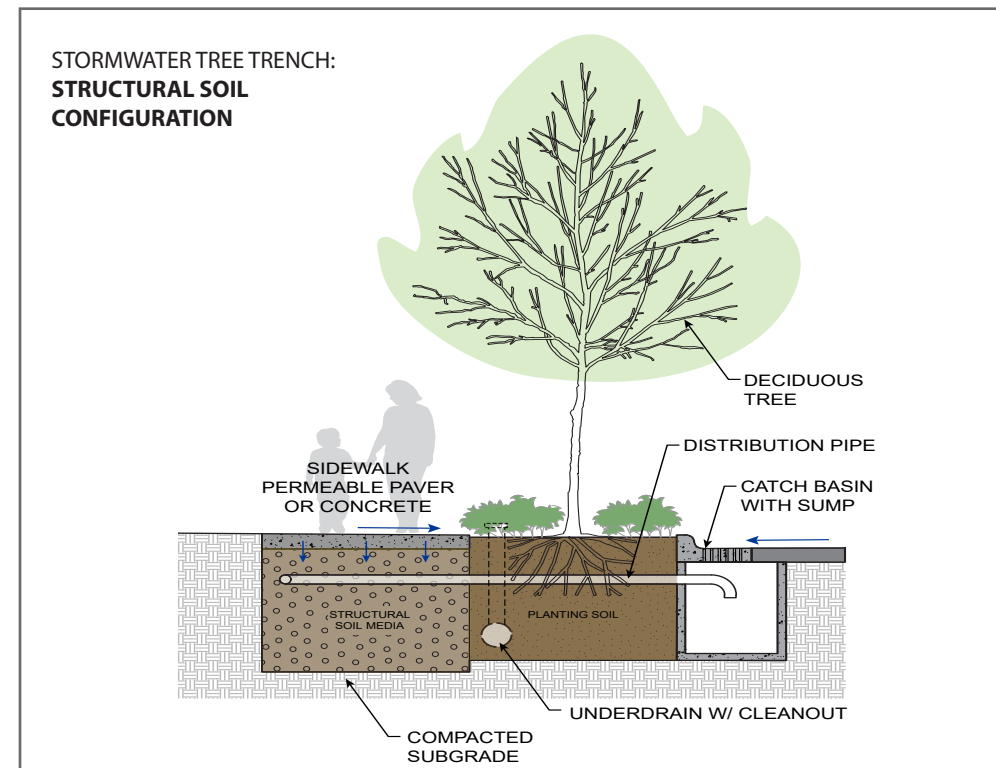 STORMWATER TREE TRENCH:
STRUCTURAL SOIL
CONFIGURATION
DECIDUOUS
TREE
DISTRIBUTION PIPE
SIDEWALK
PERMEABLE PAVER
OR CONCRETE
CATCH BASIN
WITH SUMP
STRUCTURAL
SOIL MEDIA
PLANTING SOIL
UNDERDRAIN W/ CLEANOUT
COMPACTED
SUBGRADE